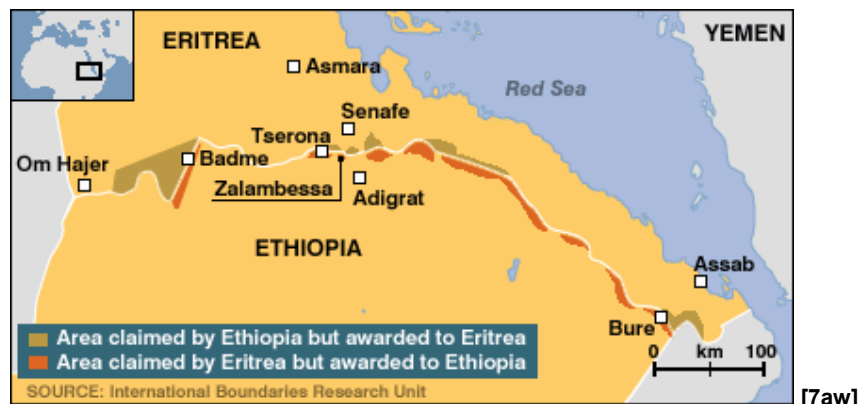 YEMEN
ERITREA
Asmara
Red Sea
Senafe
Tserona
Om Hajer
Badme
Zalambessa
Adigrat
ETHIOPIA
Assab
Bure
Area claimed by Ethiopia but awarded to Eritrea
Area claimed by Eritrea but awarded to Ethiopia
0 km 100
SOURCE: International Boundaries Research Unit
[7aw]